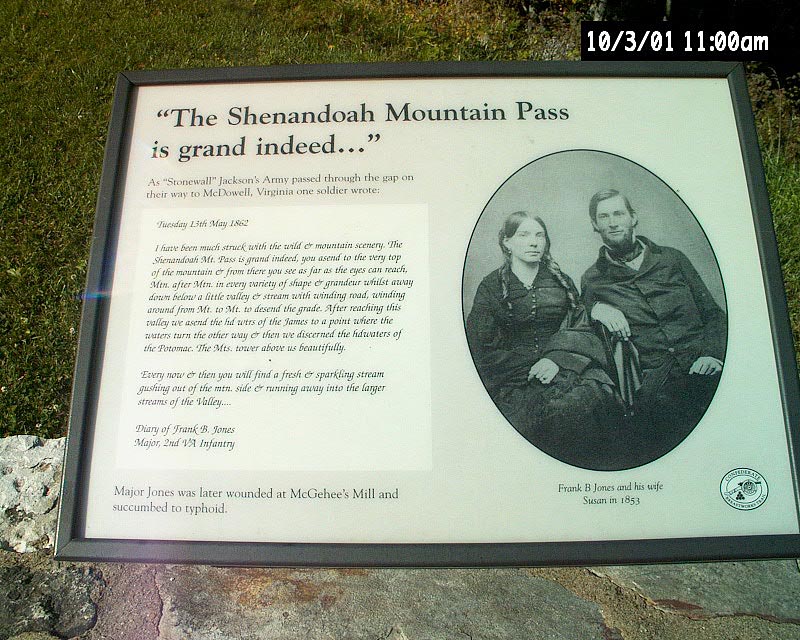 10/3/01 11:00am
“The Shenandoah Mountain Pass
is grand indeed...”
As “Stonewall” Jackson's Army passed through the gap on
their way to McDowell, Virginia one soldier wrote:
Tuesday 13th May 1862
I have been much struck with the wild & mountain scenery. The
Shenandoah Mt. Pass is grand indeed, you asend to the very top
of the mountain & from there you see as far as the eyes can reach,
Mtn. after Mtn. in every variety of shape & grandeur whilst away
down below a little valley & stream with winding road, winding
around from Mt. to Mt. to desend the grade. After reaching this
valley we asend the hd wtrs of the James to a point where the
waters turn the other way & then we discerned the hdwaters of
the Potomac. The Mts. tower above us beautifully.
Every now & then you will find a fresh & sparkling stream
gushing out of the mtn. side & running away into the larger
streams of the Valley....
Diary of Frank B. Jones
Major, 2nd VA Infantry
Major Jones was later wounded at McGehee's Mill and
succumbed to typhoid.
Frank B Jones and his wife
Susan in 1853
CONFEDERATE
BREASTWORKS TRAIL